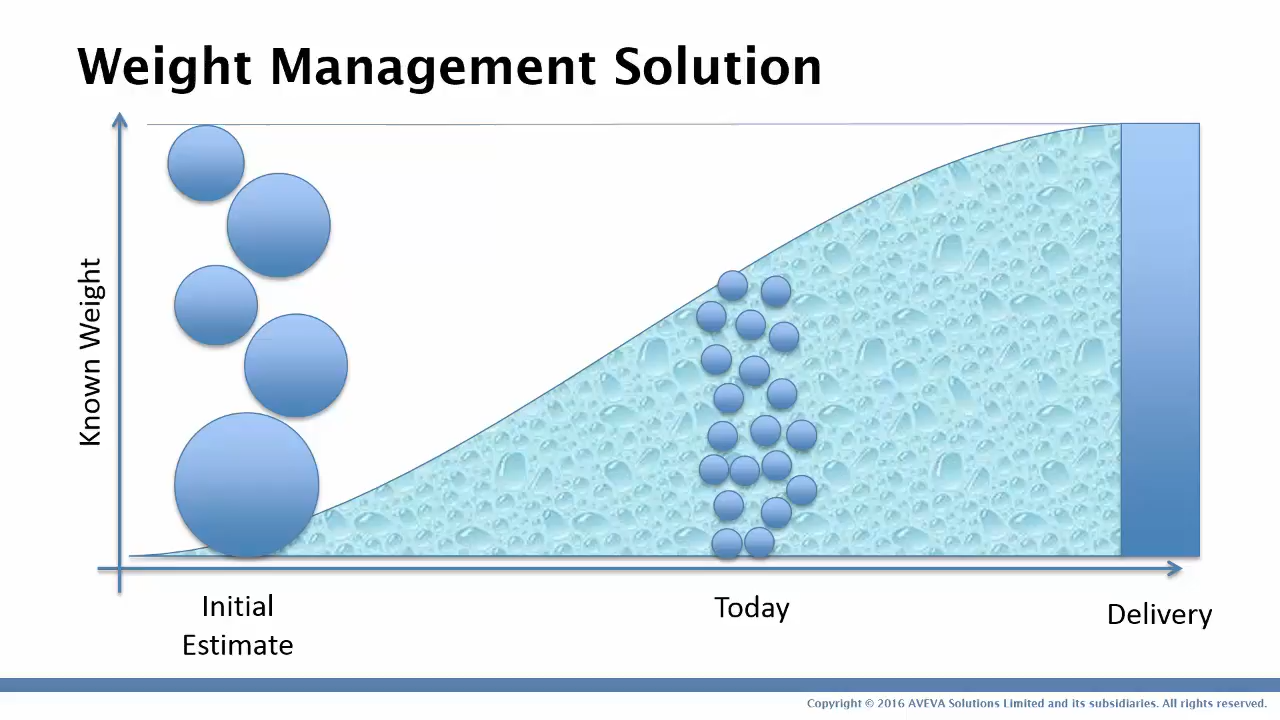 Weight Management Solution
Known Weight
Initial
Estimate
Today
Delivery
Copyright © 2016 AVEVA Solutions Limited and its subsidiaries. All rights reserved.